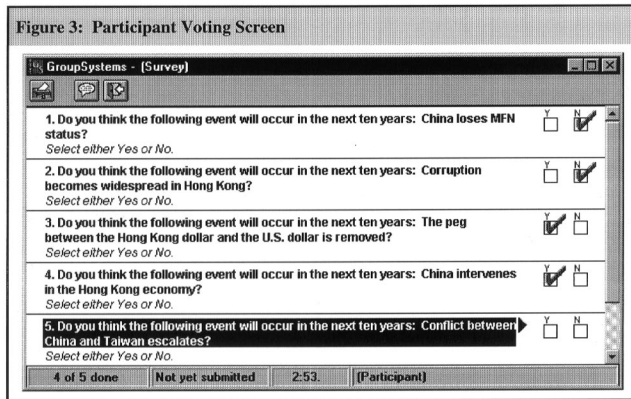 Figure 3: Participant Voting Screen
GroupSystems - (Survey)
1. Do you think the following event will occur in the next ten years: China loses MFN
status?
Select either Yes or No.
Y N
2. Do you think the following event will occur in the next ten years: Corruption
becomes widespread in Hong Kong?
Select either Yes or No.
Y N
3. Do you think the following event will occur in the next ten years: The peg
between the Hong Kong dollar and the U.S. dollar is removed?
Select either Yes or No.
Y N
4. Do you think the following event will occur in the next ten years: China intervenes
in the Hong Kong economy?
Select either Yes or No.
Y N
5. Do you think the following event will occur in the next ten years: Conflict between
China and Taiwan escalates?
Select either Yes or No.
Y N
4 of 5 done Not yet submitted 2:53. (Participant)